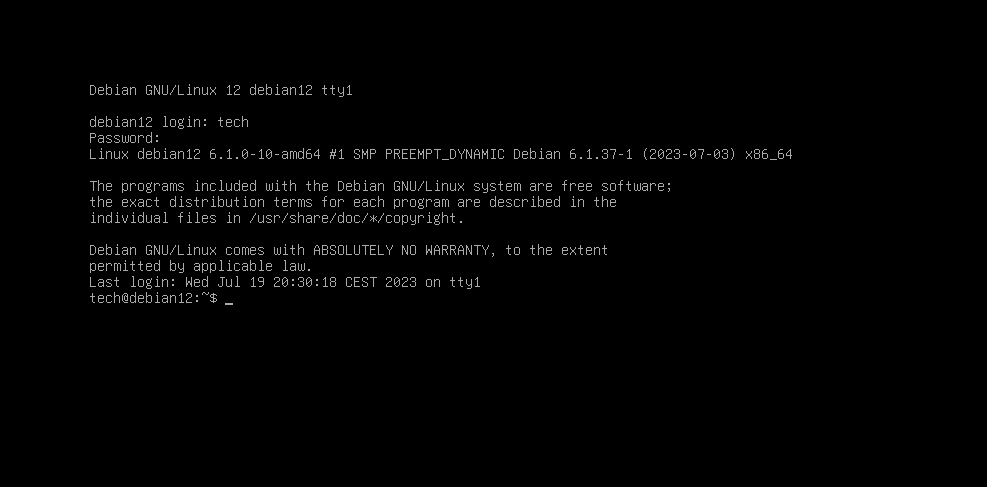 Debian GNU/Linux 12 debian12 tty1
debian12 login: tech
Password:
Linux debian12 6.1.0-10-amd64 #1 SMP PREEMPT_DYNAMIC Debian 6.1.37-1 (2023-07-03) x86_64
The programs included with the Debian GNU/Linux system are free software;
the exact distribution terms for each program are described in the
individual files in /usr/share/doc/*/copyright.
Debian GNU/Linux comes with ABSOLUTELY NO WARRANTY, to the extent
permitted by applicable law.
Last login: Wed Jul 19 20:30:18 CEST 2023 on tty1
tech@debian12:~$ _